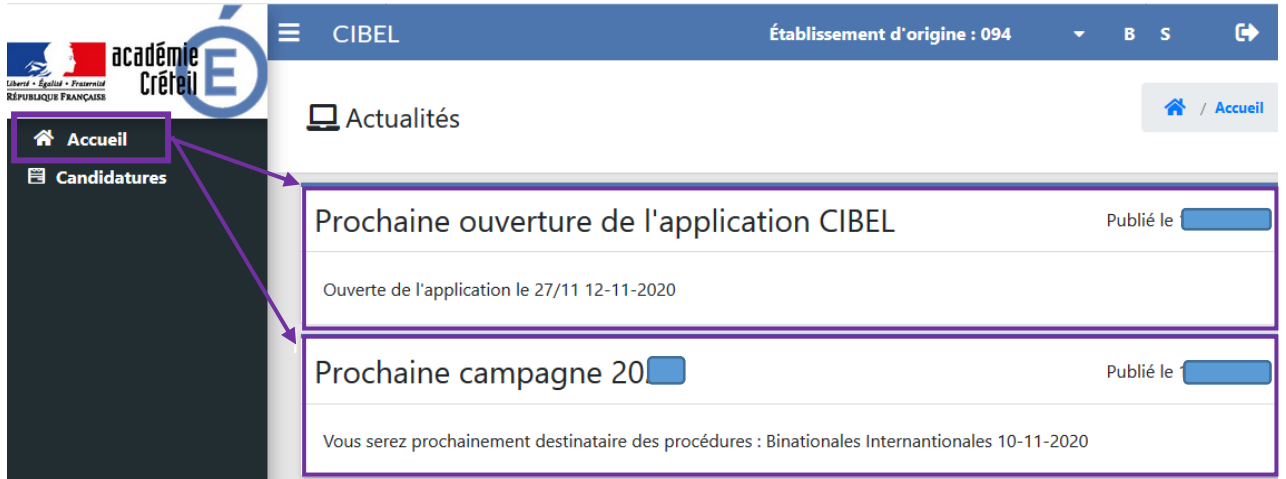 académie
Créteil
Liberté • Égalité • Fraternité
RÉPUBLIQUE FRANÇAISE
CIBEL
Établissement d'origine : 094
B S
Accueil
Candidatures
Actualités
/ Accueil
Prochaine ouverture de l'application CIBEL
Publié le
Ouverte de l'application le 27/11 12-11-2020
Prochaine campagne 20
Publié le
Vous serez prochainement destinataire des procédures : Binationales Internantionales 10-11-2020